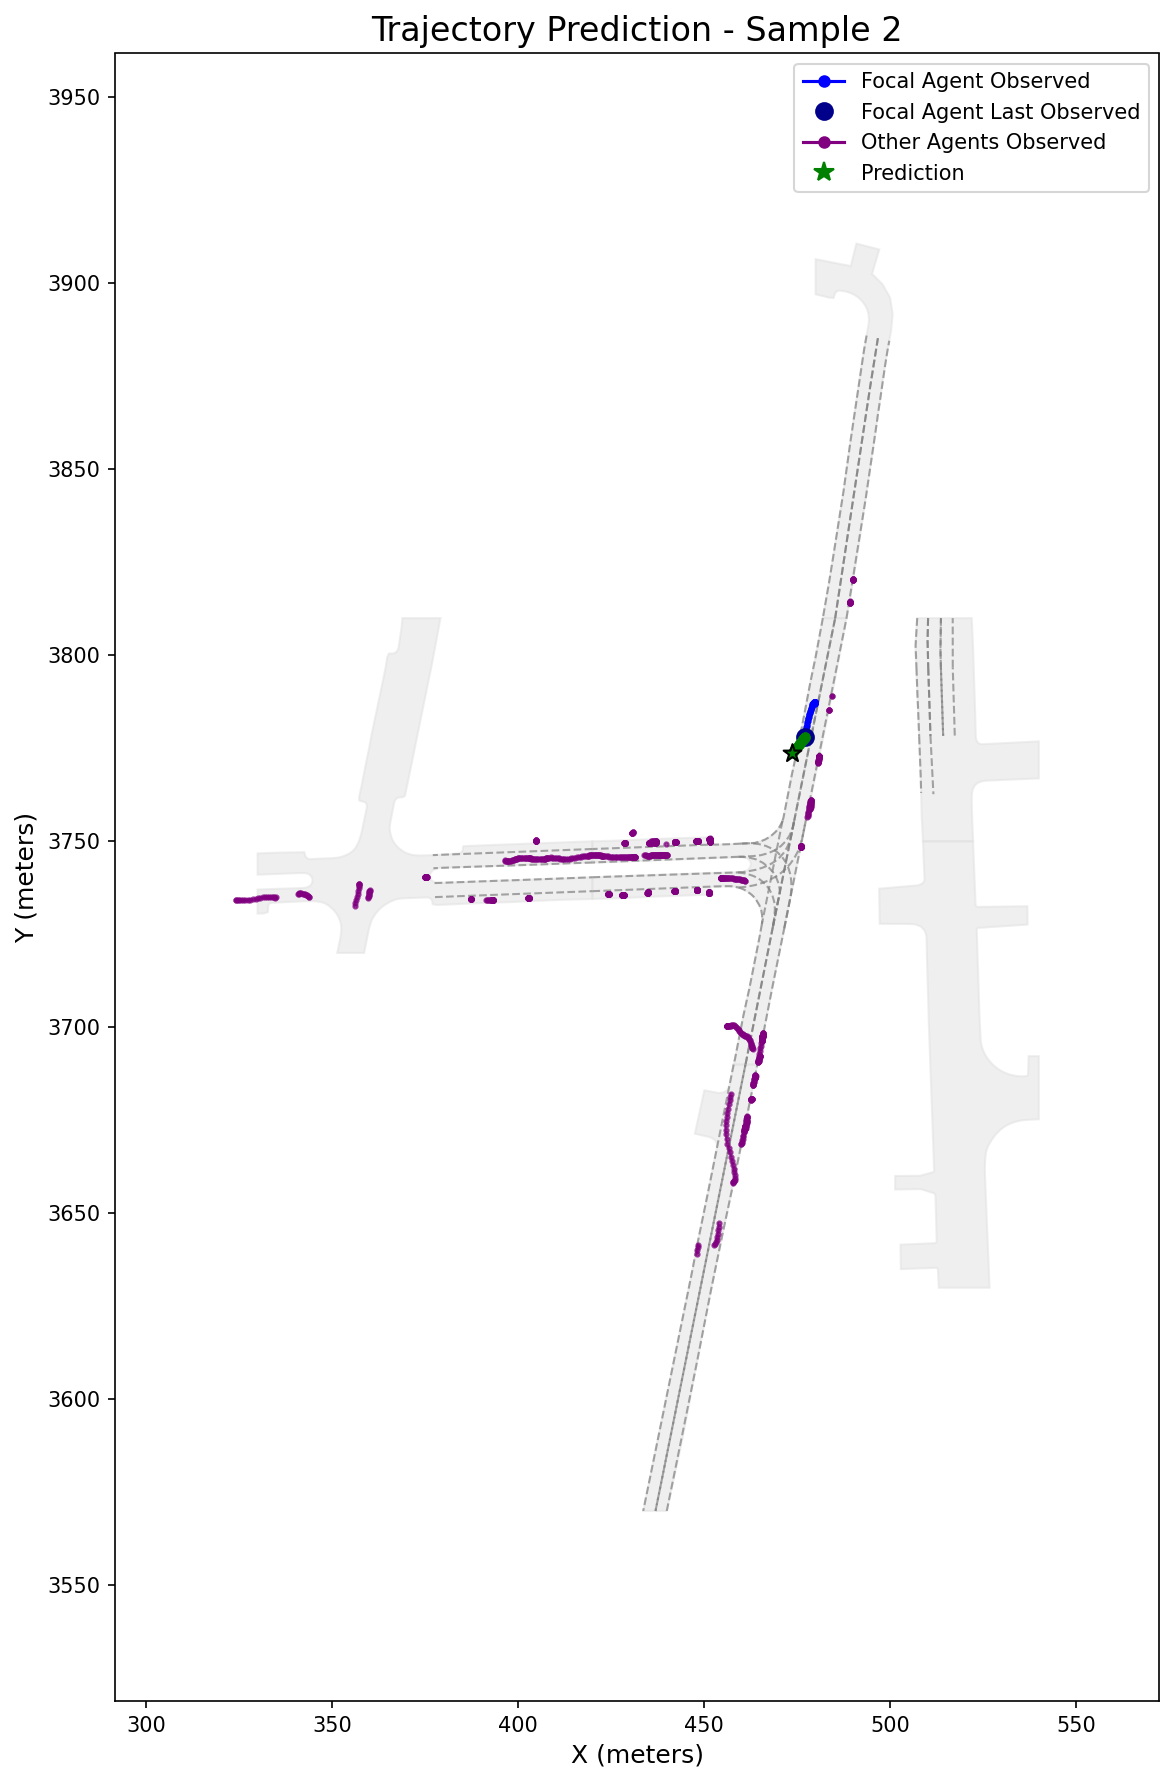 Trajectory Prediction - Sample 2
Focal Agent Observed
Focal Agent Last Observed
Other Agents Observed
Prediction
Y (meters)
3950
3900
3850
3800
3750
3700
3650
3600
3550
300 350 400 450 500 550
X (meters)